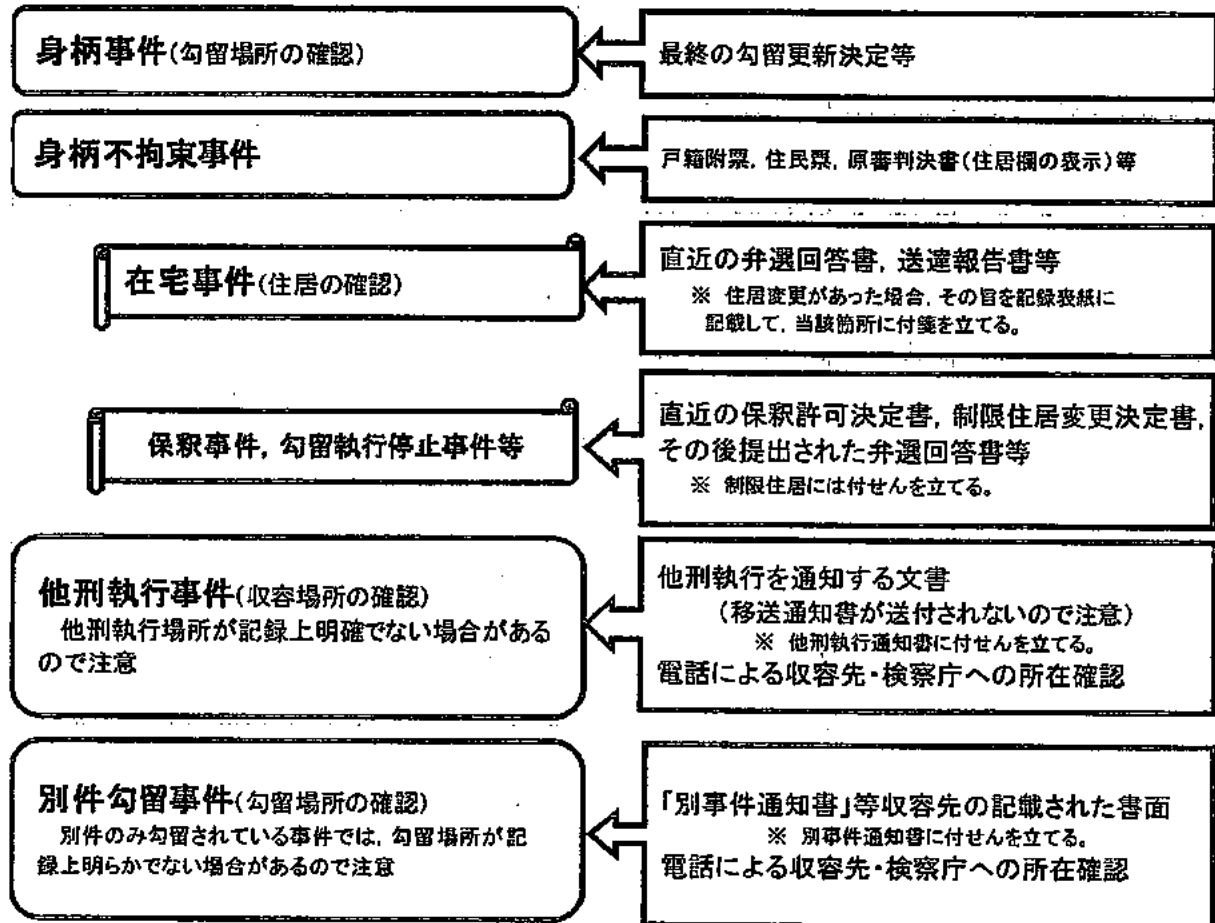 身柄事件(勾留場所の確認)
最終の勾留更新決定等
身柄不拘束事件
戸籍附票，住民票，原審判決書(住居欄の表示)等
在宅事件(住居の確認)
直近の弁選回答書，送達報告書等
※ 住居変更があった場合，その旨を記録表紙に
記載して，当該箇所に付箋を立てる。
保釈事件，勾留執行停止事件等
直近の保釈許可決定書，制限住居変更決定書，
その後提出された弁選回答書等
※ 制限住居には付せんを立てる。
他刑執行事件(収容場所の確認)
他刑執行場所が記録上明確でない場合がある
ので注意
他刑執行を通知する文書
(移送通知書が送付されないので注意)
※ 他刑執行通知書に付せんを立てる。
電話による収容先・検察庁への所在確認
別件勾留事件(勾留場所の確認)
別件のみ勾留されている事件では，勾留場所が記
録上明らかでない場合があるので注意
「別事件通知書」等収容先の記載された書面
※ 別事件通知書に付せんを立てる。
電話による収容先・検察庁への所在確認